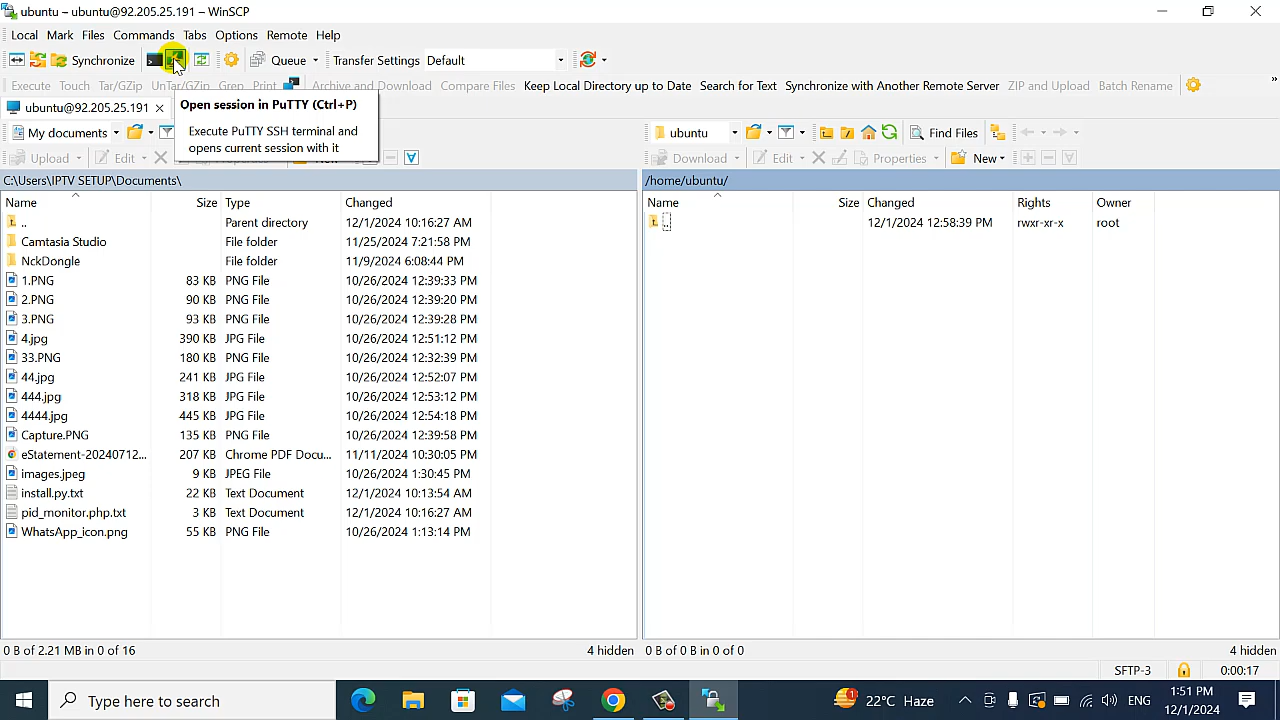 ubuntu – ubuntu@92.205.25.191 – WinSCP
Local Mark Files Commands Tabs Options Remote Help
Synchronize Queue Transfer Settings Default
Execute Touch Tar/GZip UnTar/GZip Grep Print Archive and Download Compare Files Keep Local Directory up to Date Search for Text Synchronize with Another Remote Server ZIP and Upload Batch Rename
ubuntu@92.205.25.191
Open session in PuTTY (Ctrl+P)
Execute PuTTY SSH terminal and
opens current session with it
My documents ubuntu Find Files
Upload Edit Download Edit Properties New
C:\Users\IPTV SETUP\Documents\ /home/ubuntu/
Name Size Type Changed Name Size Changed Rights Owner
.. Parent directory 12/1/2024 10:16:27 AM .. 12/1/2024 12:58:39 PM rwxr-xr-x root
Camtasia Studio File folder 11/25/2024 7:21:58 PM
NckDongle File folder 11/9/2024 6:08:44 PM
1.PNG 83 KB PNG File 10/26/2024 12:39:33 PM
2.PNG 90 KB PNG File 10/26/2024 12:39:20 PM
3.PNG 93 KB PNG File 10/26/2024 12:39:28 PM
4.jpg 390 KB JPG File 10/26/2024 12:51:12 PM
33.PNG 180 KB PNG File 10/26/2024 12:32:39 PM
44.jpg 241 KB JPG File 10/26/2024 12:52:07 PM
444.jpg 318 KB JPG File 10/26/2024 12:53:12 PM
4444.jpg 445 KB JPG File 10/26/2024 12:54:18 PM
Capture.PNG 135 KB PNG File 10/26/2024 12:39:58 PM
eStatement-20240712... 207 KB Chrome PDF Docu... 11/11/2024 10:30:05 PM
images.jpeg 9 KB JPEG File 10/26/2024 1:30:45 PM
install.py.txt 22 KB Text Document 12/1/2024 10:13:54 AM
pid_monitor.php.txt 3 KB Text Document 12/1/2024 10:16:27 AM
WhatsApp_icon.png 55 KB PNG File 10/26/2024 1:13:14 PM
0 B of 2.21 MB in 0 of 16 4 hidden 0 B of 0 B in 0 of 0 4 hidden
SFTP-3 0:00:17
Type here to search 1 22°C Haze ENG 1:51 PM
12/1/2024